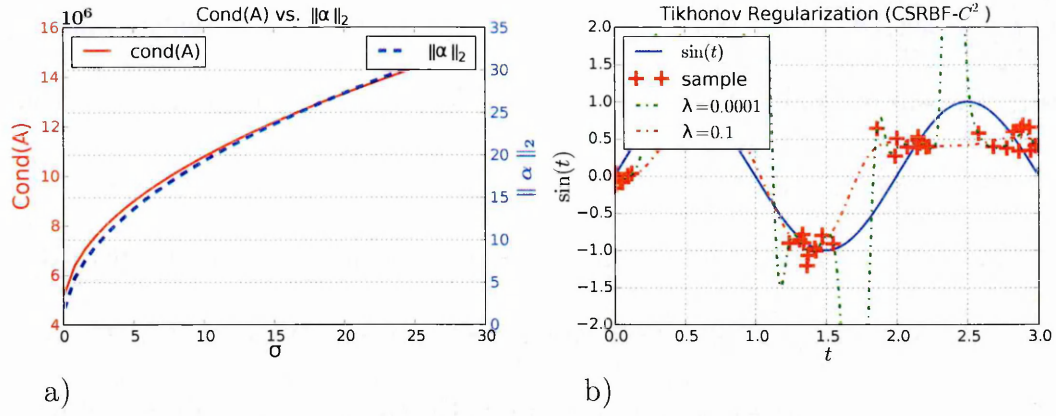 Cond(A) vs. ‖α‖₂
10⁶
cond(A)
‖α ‖₂
16
14
12
10
8
6
4
Cond(A)
35
30
25
20
15
10
5
0
‖ α ‖₂
0 5 10 15 20 25 30
σ
a)
Tikhonov Regularization (CSRBF-C² )
sin(t)
sample
λ=0.0001
λ=0.1
2.0
1.5
1.0
0.5
0.0
−0.5
−1.0
−1.5
−2.0
sin(t)
0.0 0.5 1.0 1.5 2.0 2.5 3.0
t
b)